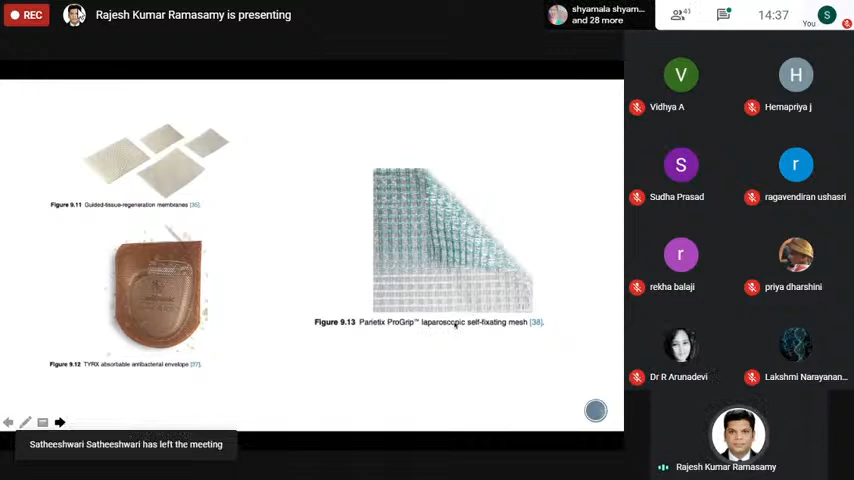 REC
Rajesh Kumar Ramasamy is presenting
shyamala shyam...
and 28 more
41
14:37
You
S
V
Vidhya A
H
Hemapriya j
S
Sudha Prasad
r
ragavendiran ushasri
r
rekha balaji
priya dharshini
Dr R Arunadevi
Lakshmi Narayanan...
Rajesh Kumar Ramasamy
Figure 9.11 Guided-tissue-regeneration membranes [36].
Figure 9.12 TYRX absorbable antibacterial envelope [37].
Figure 9.13 Parietix ProGrip™ laparoscopic self-fixating mesh [38].
Satheeshwari Satheeshwari has left the meeting